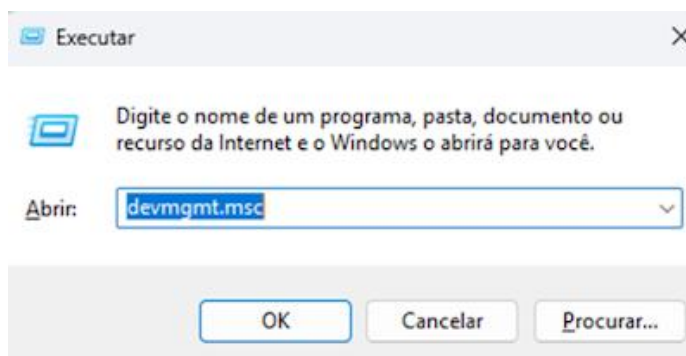 Executar
Digite o nome de um programa, pasta, documento ou
recurso da Internet e o Windows o abrirá para você.
Abrir: devmgmt.msc
OK Cancelar Procurar...